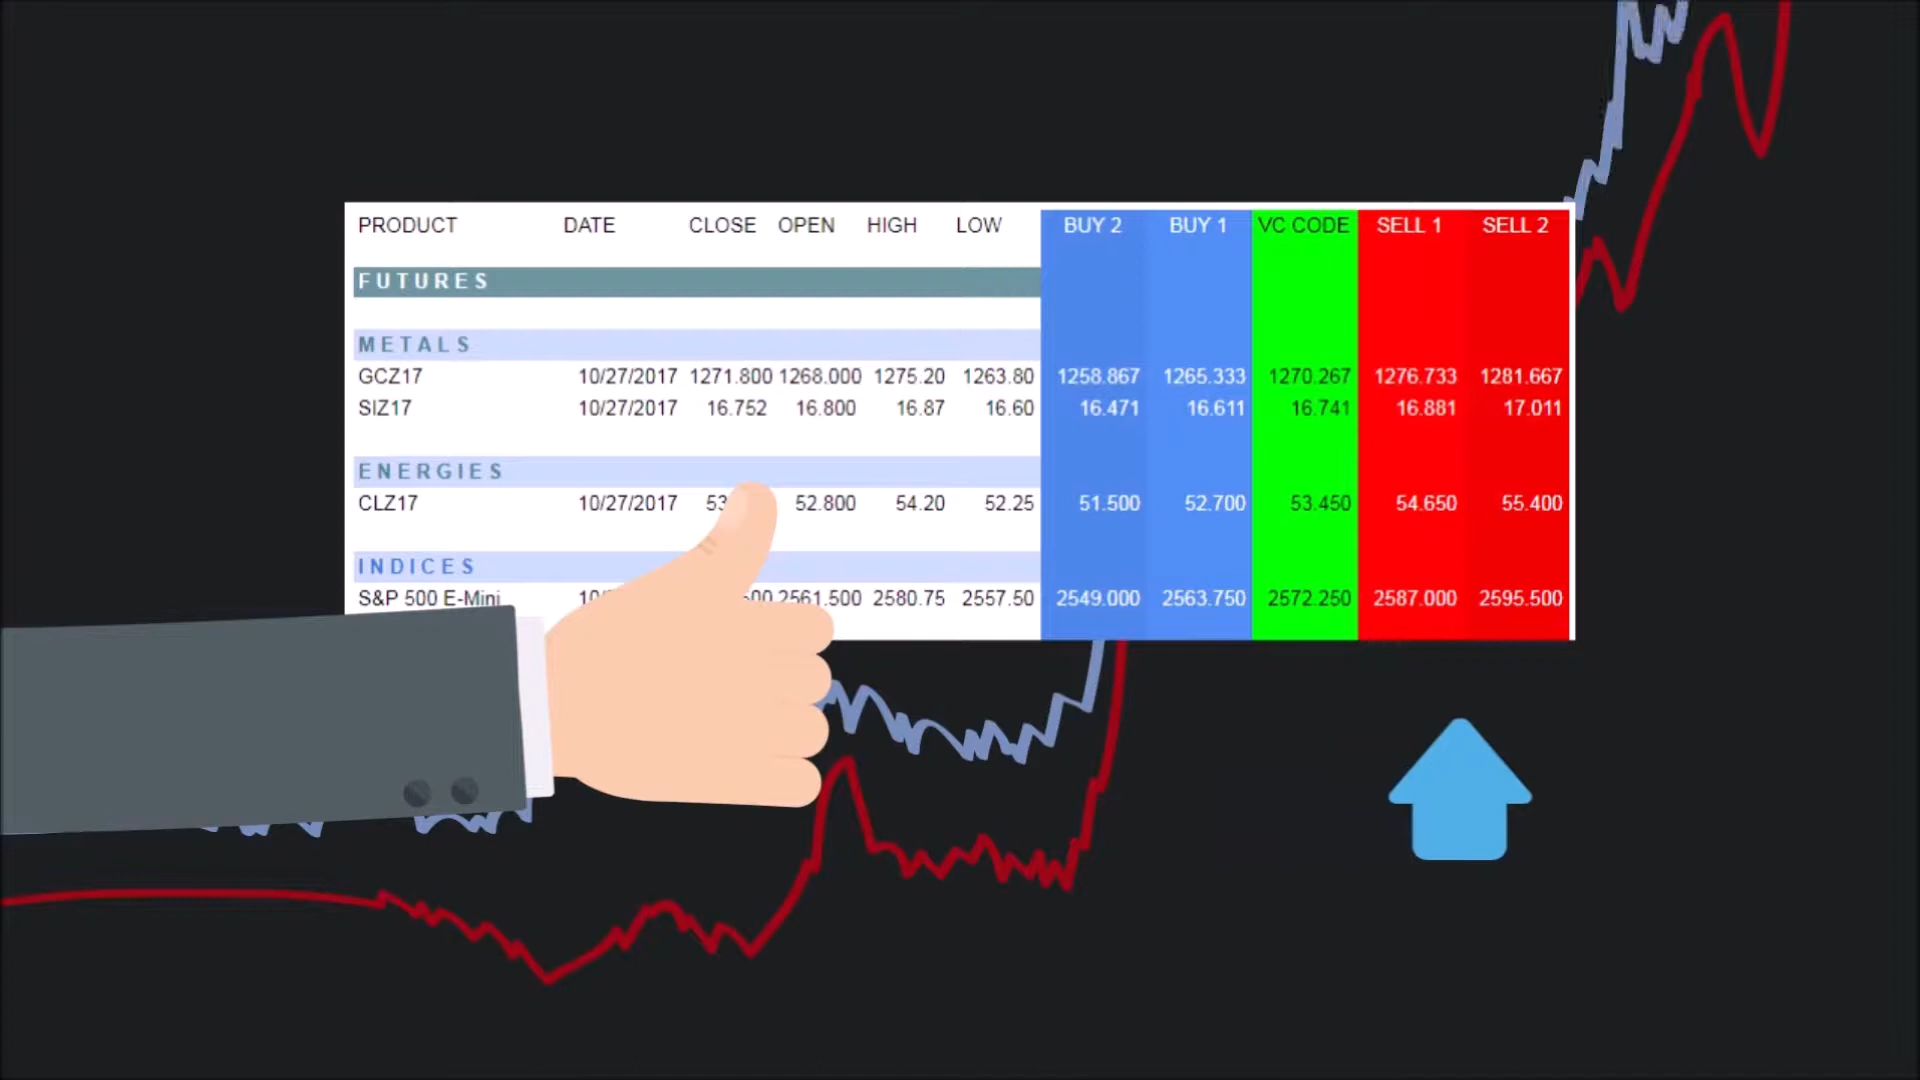 PRODUCT DATE CLOSE OPEN HIGH LOW BUY 2 BUY 1 VC CODE SELL 1 SELL 2
FUTURES
METALS
GCZ17 10/27/2017 1271.800 1268.000 1275.20 1263.80 1258.867 1265.333 1270.267 1276.733 1281.667
SIZ17 10/27/2017 16.752 16.800 16.87 16.60 16.471 16.611 16.741 16.881 17.011
ENERGIES
CLZ17 10/27/2017 52.800 54.20 52.25 51.500 52.700 53.450 54.650 55.400
INDICES
S&P 500 E-Mini 2561.500 2580.75 2557.50 2549.000 2563.750 2572.250 2587.000 2595.500